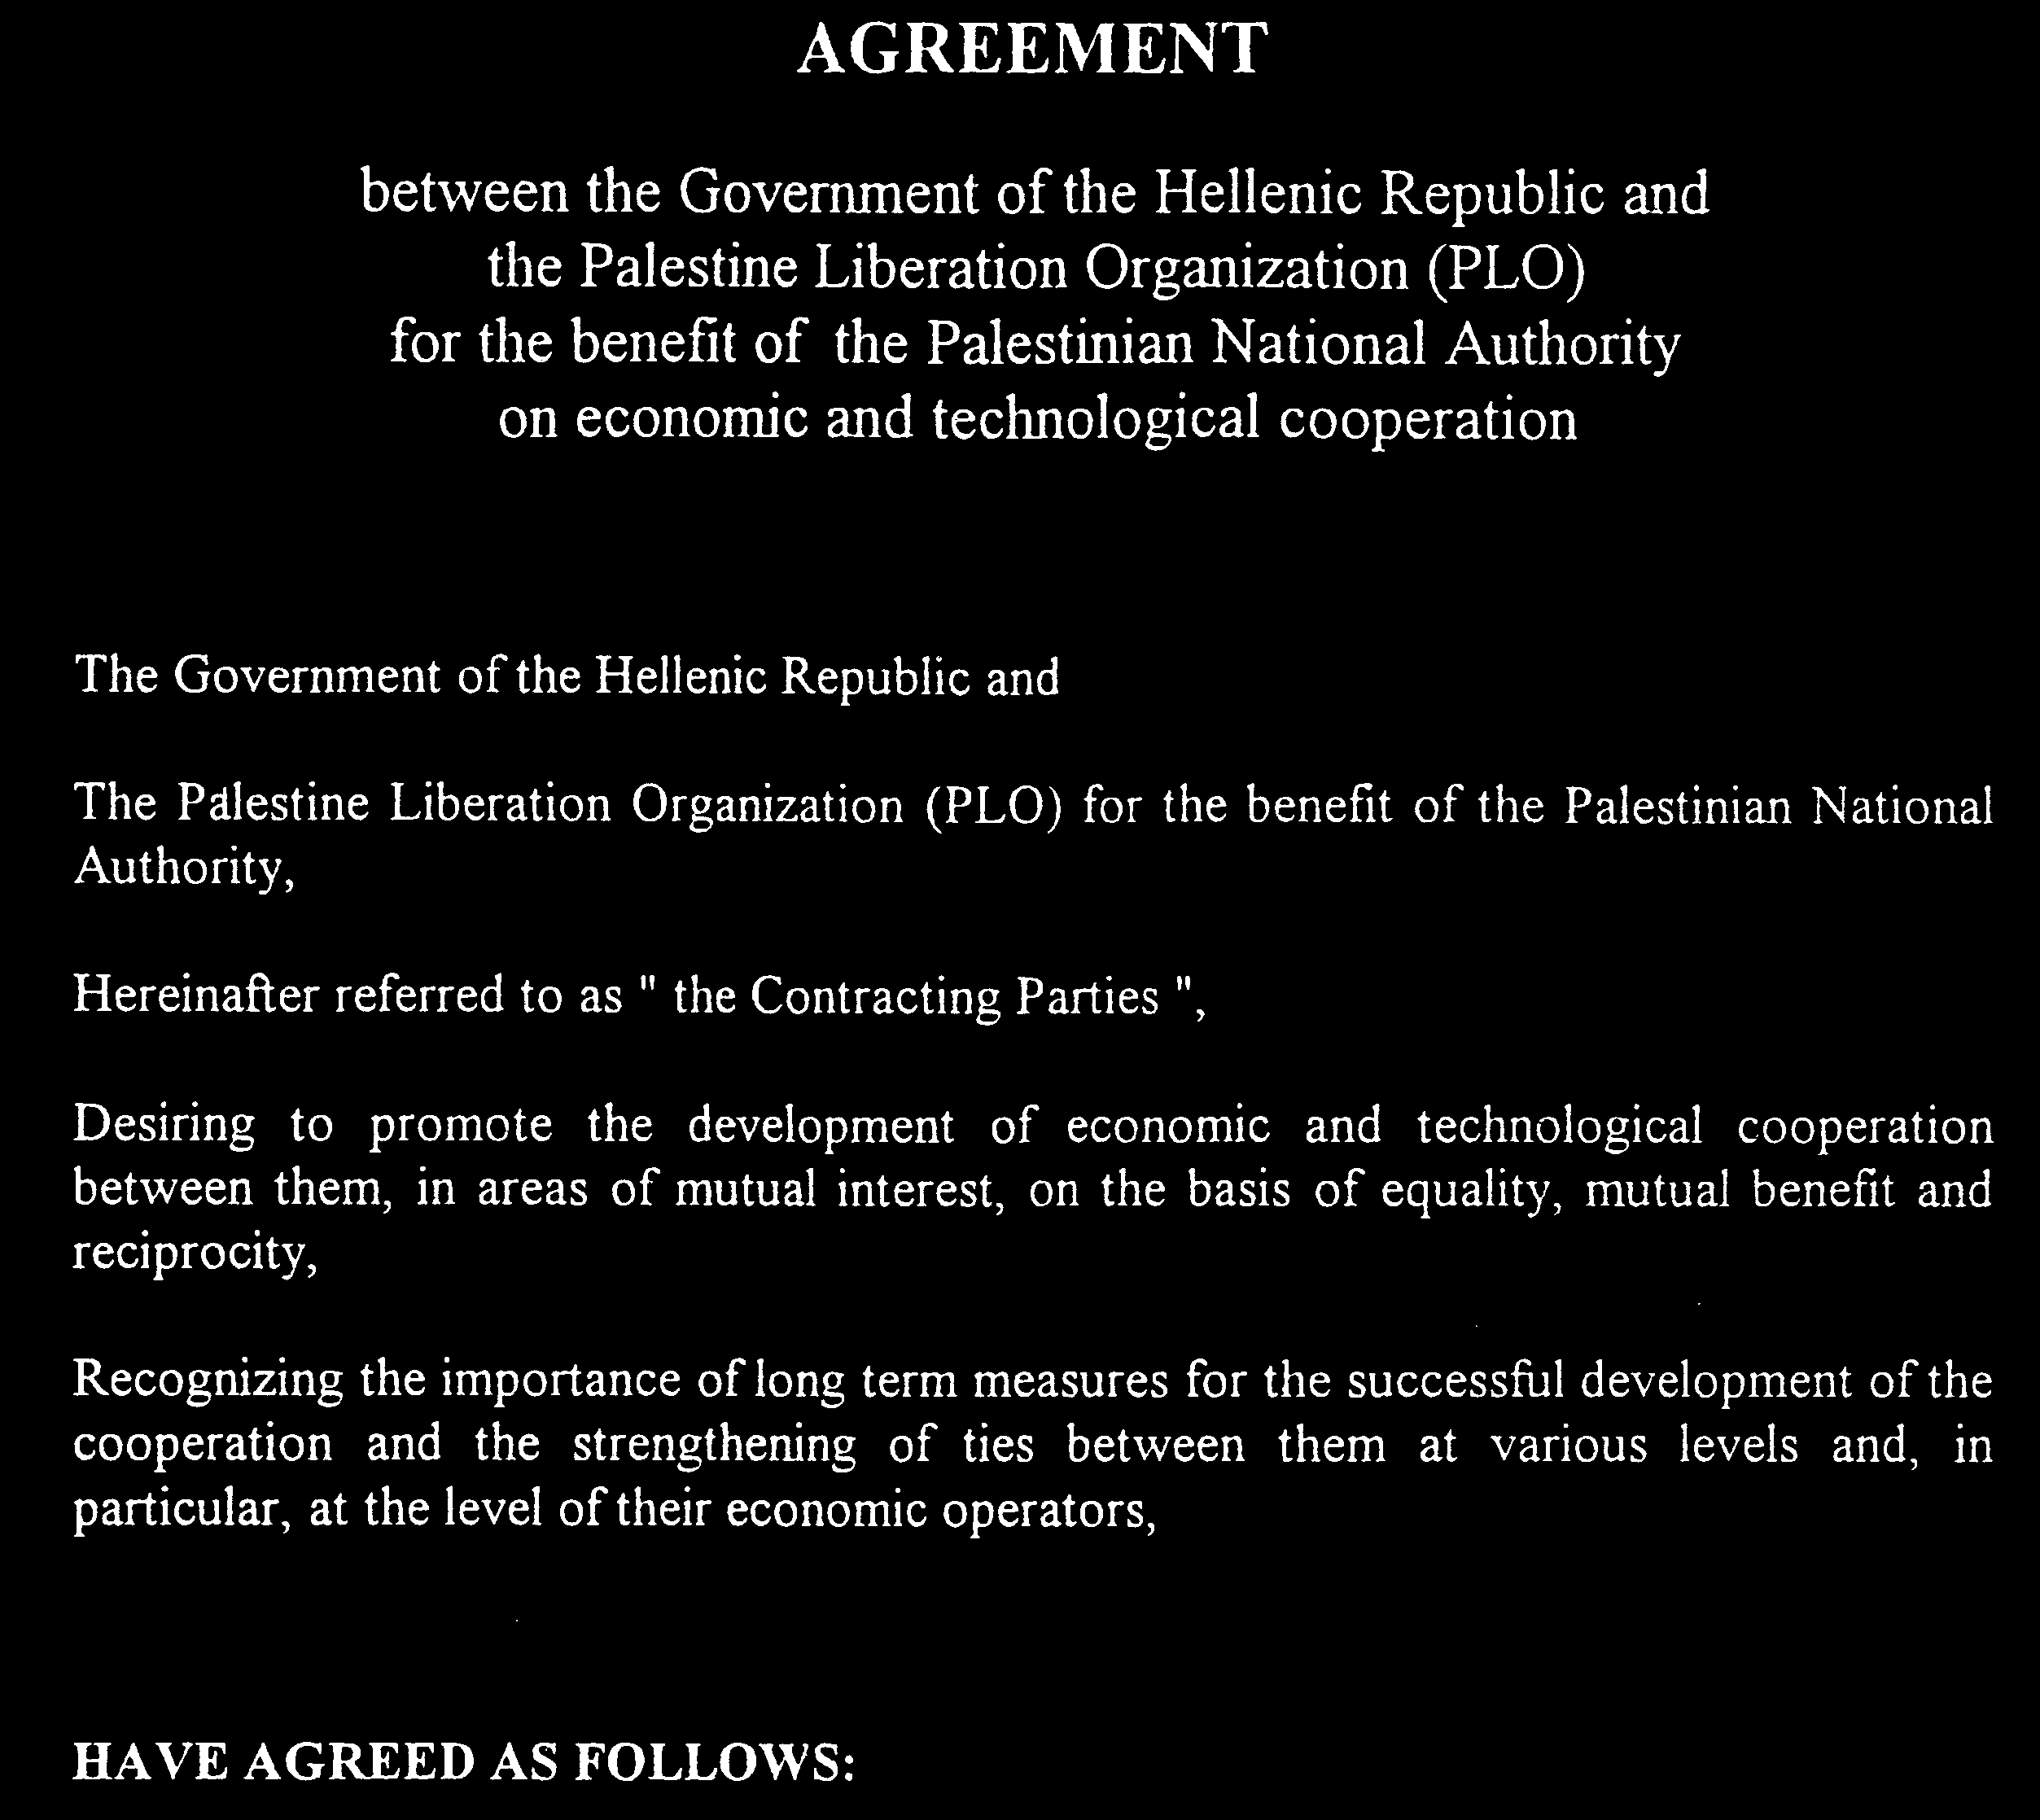 AGREEMENT
between the Government of the Hellenic Republic and
the Palestine Liberation Organization (PLO)
for the benefit of the Palestinian National Authority
on economic and technological cooperation
The Government of the Hellenic Republic and
The Palestine Liberation Organization (PLO) for the benefit of the Palestinian National
Authority,
Hereinafter referred to as " the Contracting Parties ",
Desiring to promote the development of economic and technological cooperation
between them, in areas of mutual interest, on the basis of equality, mutual benefit and
reciprocity,
Recognizing the importance of long term measures for the successful development of the
cooperation and the strengthening of ties between them at various levels and, in
particular, at the level of their economic operators,
HAVE AGREED AS FOLLOWS: